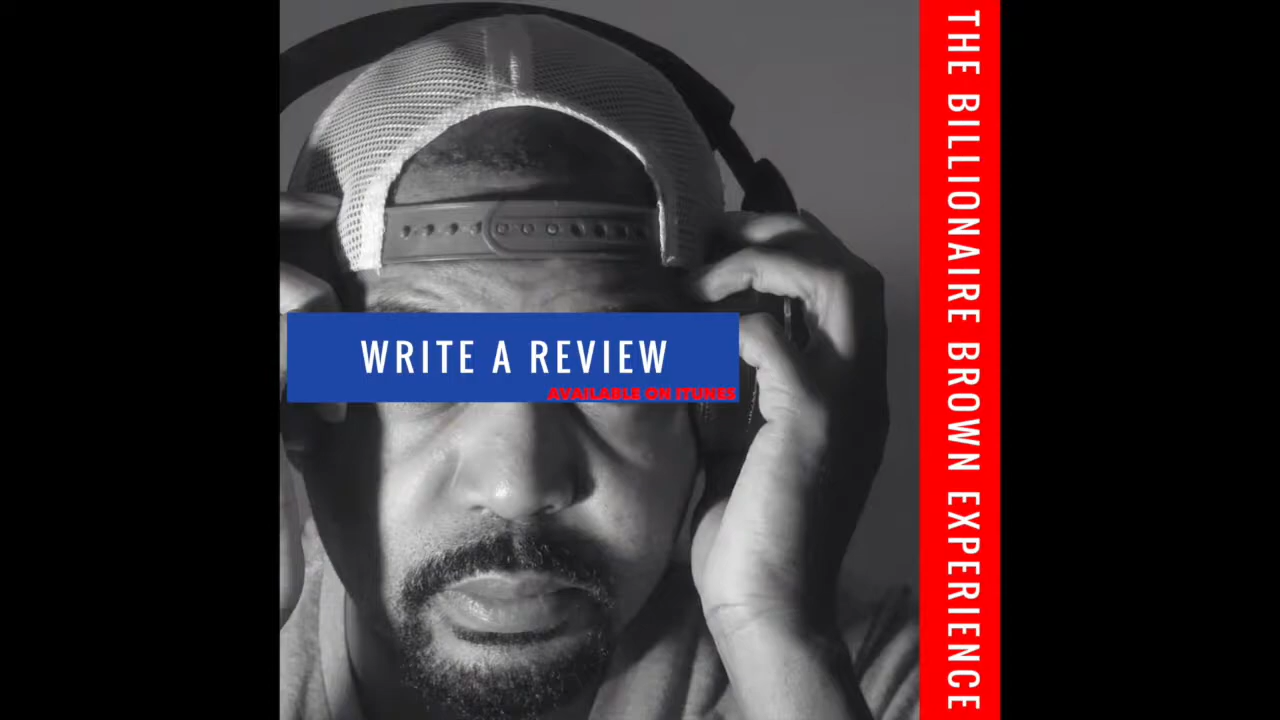 WRITE A REVIEW
AVAILABLE ON ITUNES
THE BILLIONAIRE BROWN EXPERIENCE